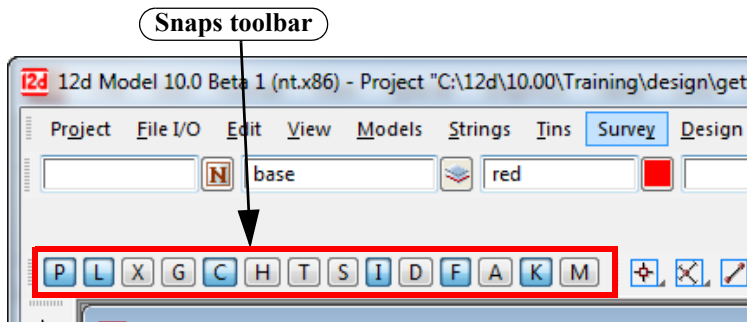 Snaps toolbar
12d 12d Model 10.0 Beta 1 (nt.x86) - Project "C:\12d\10.00\Training\design\get
Project File I/O Edit View Models Strings Tins Survey Design
N base red
P L X G C H T S I D F A K M